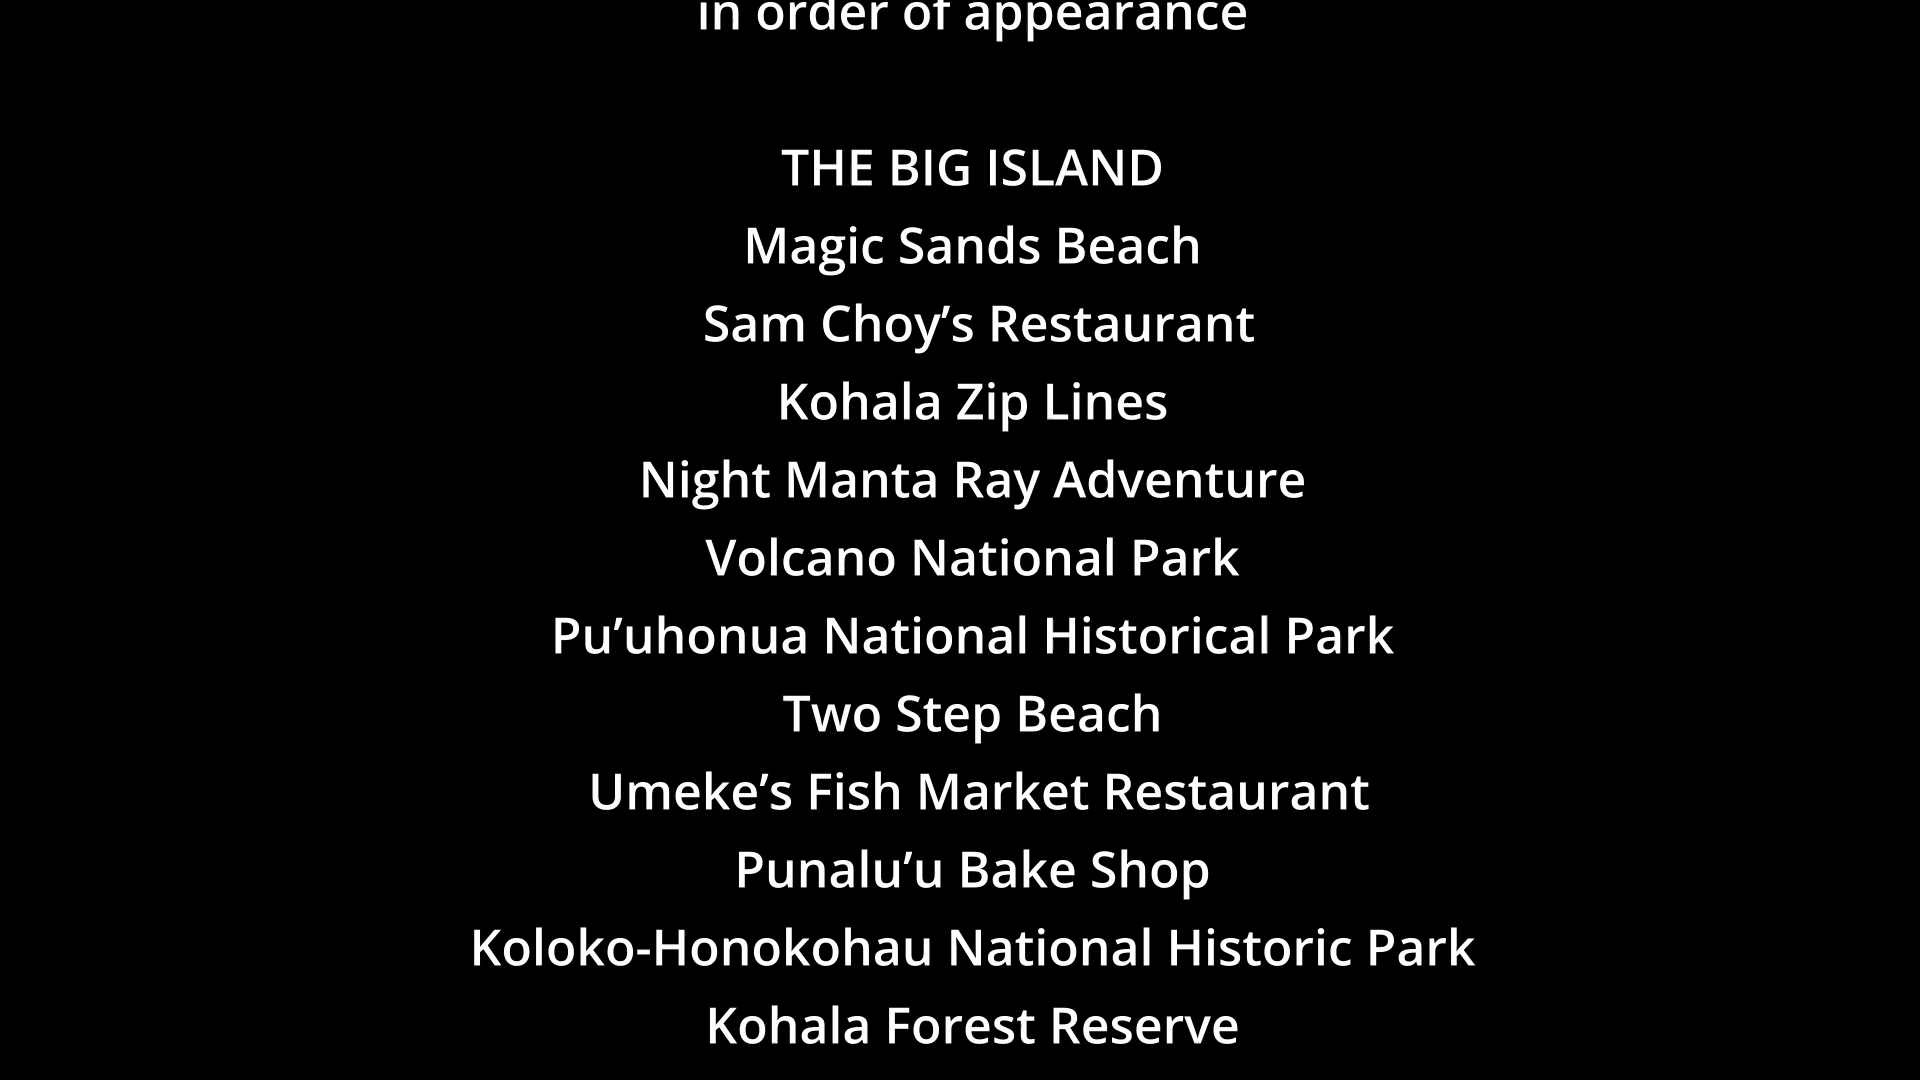 in order of appearance
THE BIG ISLAND
Magic Sands Beach
Sam Choy’s Restaurant
Kohala Zip Lines
Night Manta Ray Adventure
Volcano National Park
Pu’uhonua National Historical Park
Two Step Beach
Umeke’s Fish Market Restaurant
Punalu’u Bake Shop
Koloko-Honokohau National Historic Park
Kohala Forest Reserve